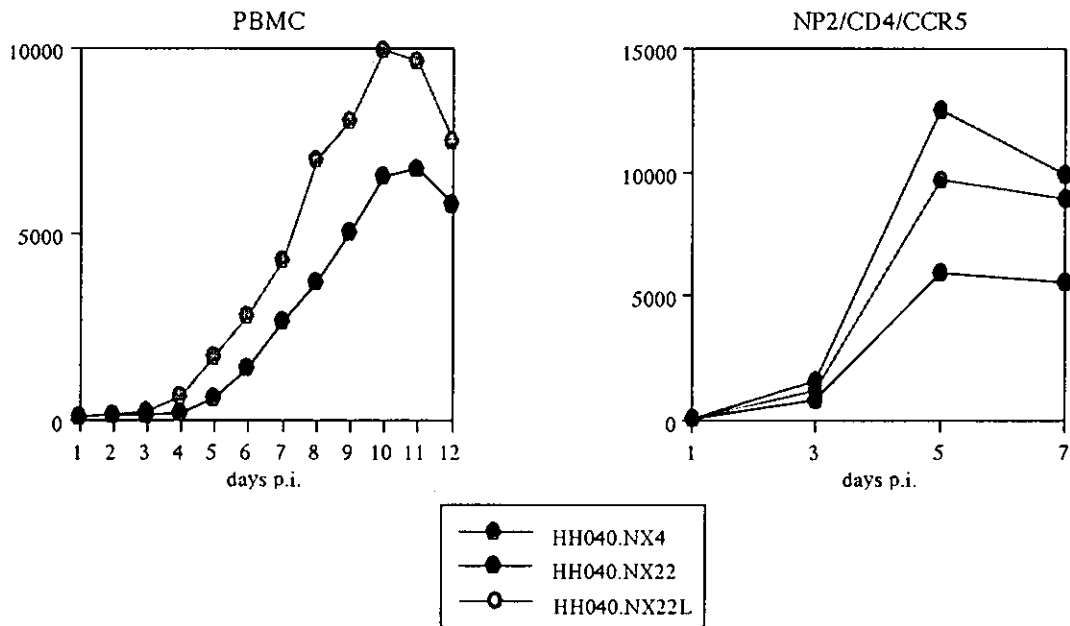 PBMC
10000
5000
0
1 2 3 4 5 6 7 8 9 10 11 12
days p.i.
NP2/CD4/CCR5
15000
10000
5000
0
1 3 5 7
days p.i.
HH040.NX4
HH040.NX22
HH040.NX22L